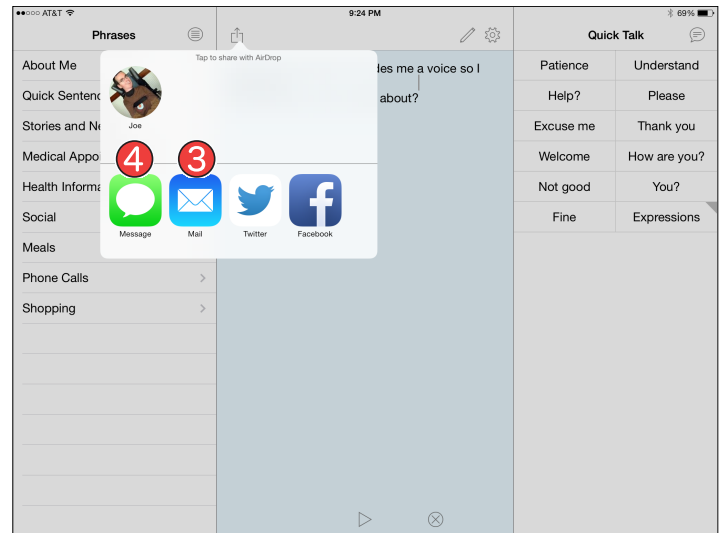 AT&T 9:24 PM 69%
Phrases
Quick Talk
Tap to share with AirDrop
Joe
4 3
Message Mail Twitter Facebook
About Me
Quick Senten
Stories and Ne
Medical Appo
Health Informa
Social
Meals
Phone Calls
Shopping
des me a voice so I
about?
Patience Understand
Help? Please
Excuse me Thank you
Welcome How are you?
Not good You?
Fine Expressions